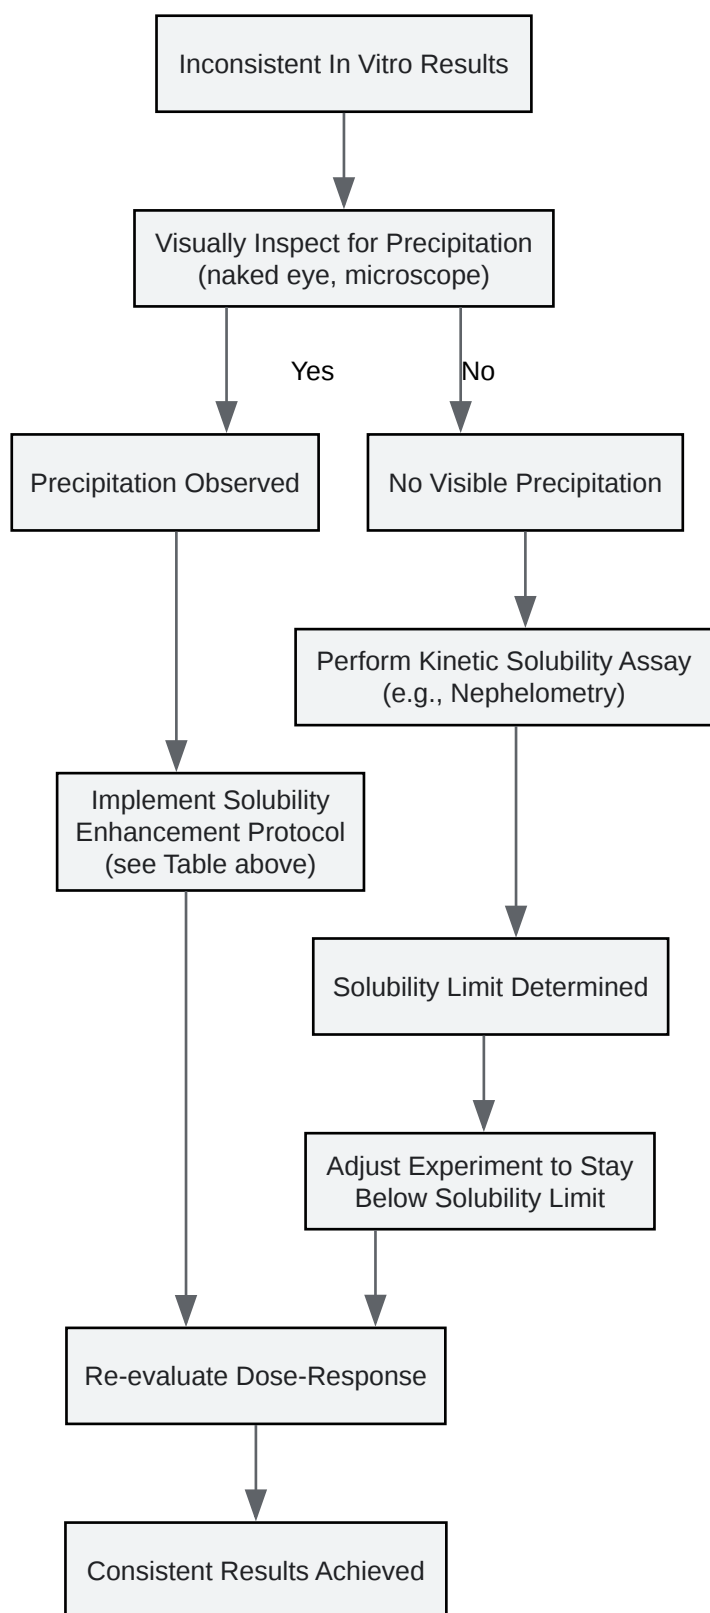 Inconsistent In Vitro Results
Visually Inspect for Precipitation
(naked eye, microscope)
Yes
No
Precipitation Observed
No Visible Precipitation
Perform Kinetic Solubility Assay
(e.g., Nephelometry)
Implement Solubility
Enhancement Protocol
(see Table above)
Solubility Limit Determined
Adjust Experiment to Stay
Below Solubility Limit
Re-evaluate Dose-Response
Consistent Results Achieved